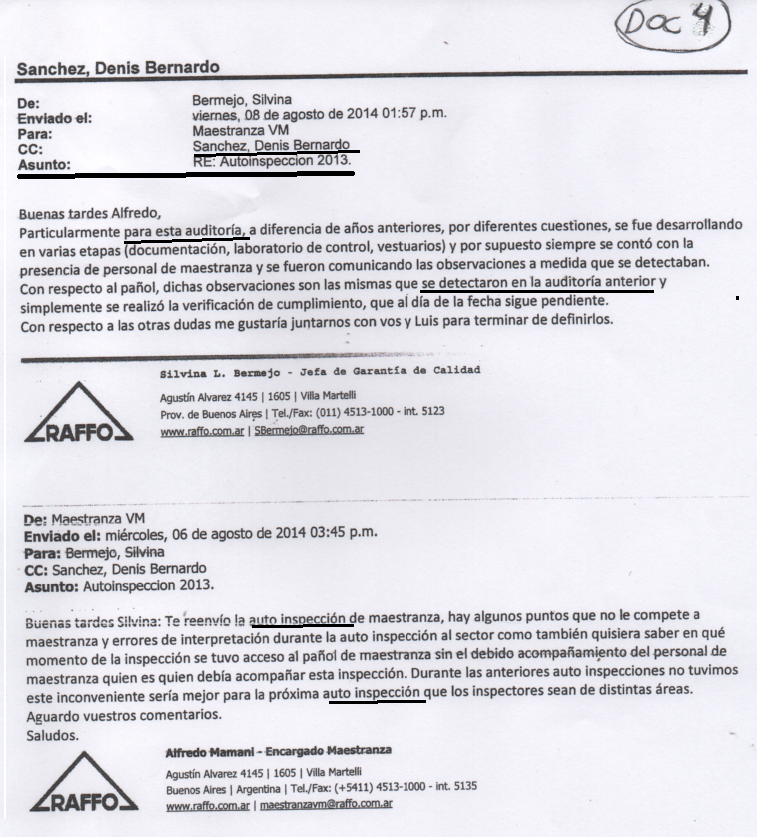 DOC 4
Sanchez, Denis Bernardo
De: Bermejo, Silvina
Enviado el: viernes, 08 de agosto de 2014 01:57 p.m.
Para: Maestranza VM
CC: Sanchez, Denis Bernardo
Asunto: RE: Autoinspeccion 2013.
Buenas tardes Alfredo,
Particularmente para esta auditoría, a diferencia de años anteriores, por diferentes cuestiones, se fue desarrollando
en varias etapas (documentación, laboratorio de control, vestuarios) y por supuesto siempre se contó con la
presencia de personal de maestranza y se fueron comunicando las observaciones a medida que se detectaban.
Con respecto al pañol, dichas observaciones son las mismas que se detectaron en la auditoría anterior y
simplemente se realizó la verificación de cumplimiento, que al día de la fecha sigue pendiente.
Con respecto a las otras dudas me gustaría juntarnos con vos y Luis para terminar de definirlos.
Silvina L. Bermejo - Jefa de Garantía de Calidad
Agustín Alvarez 4145 | 1605 | Villa Martelli
Prov. de Buenos Aires | Tel./Fax: (011) 4513-1000 - int. 5123
www.raffo.com.ar | SBermejo@raffo.com.ar
RAFFO
De: Maestranza VM
Enviado el: miércoles, 06 de agosto de 2014 03:45 p.m.
Para: Bermejo, Silvina
CC: Sanchez, Denis Bernardo
Asunto: Autoinspeccion 2013.
Buenas tardes Silvina: Te reenvío la auto inspección de maestranza, hay algunos puntos que no le compete a
maestranza y errores de interpretación durante la auto inspección al sector como también quisiera saber en qué
momento de la inspección se tuvo acceso al pañol de maestranza sin el debido acompañamiento del personal de
maestranza quien es quien debía acompañar esta inspección. Durante las anteriores auto inspecciones no tuvimos
este inconveniente sería mejor para la próxima auto inspección que los inspectores sean de distintas áreas.
Aguardo vuestros comentarios.
Saludos.
Alfredo Mamani - Encargado Maestranza
Agustín Alvarez 4145 | 1605 | Villa Martelli
Buenos Aires | Argentina | Tel./Fax: (+5411) 4513-1000 - int. 5135
www.raffo.com.ar | maestranzavm@raffo.com.ar
RAFFO